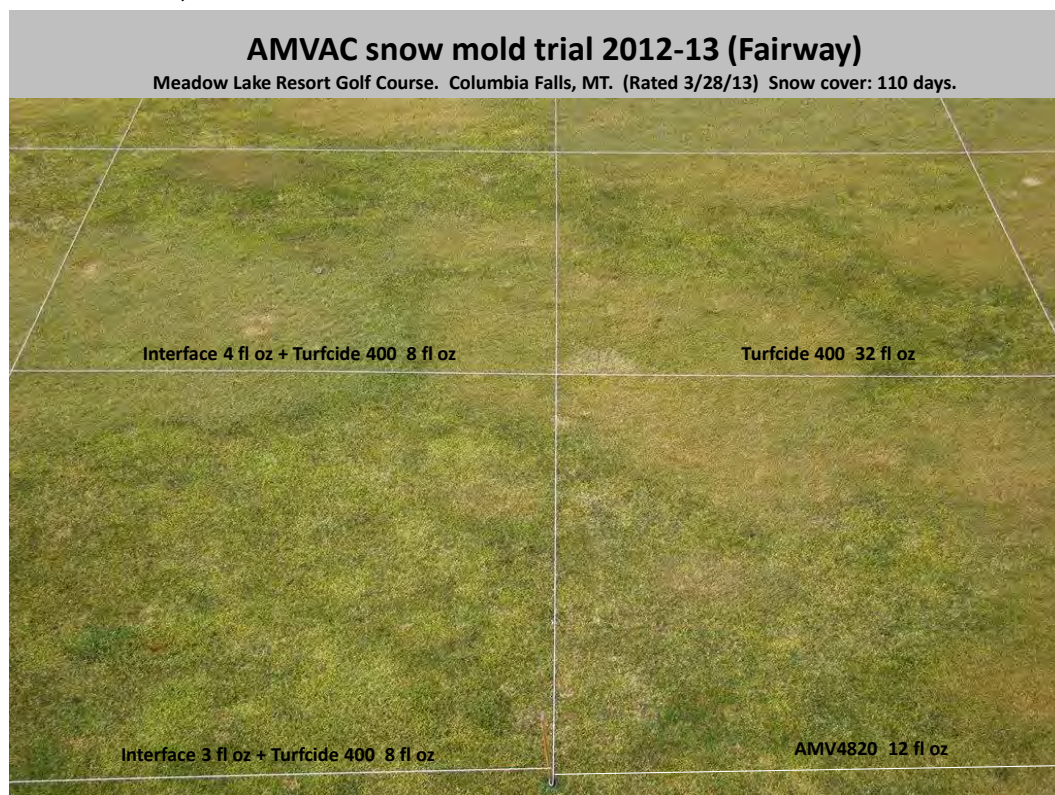 AMVAC snow mold trial 2012-13 (Fairway)
Meadow Lake Resort Golf Course. Columbia Falls, MT. (Rated 3/28/13) Snow cover: 110 days.
Interface 4 fl oz + Turfcide 400 8 fl oz
Turfcide 400 32 fl oz
Interface 3 fl oz + Turfcide 400 8 fl oz
AMV4820 12 fl oz